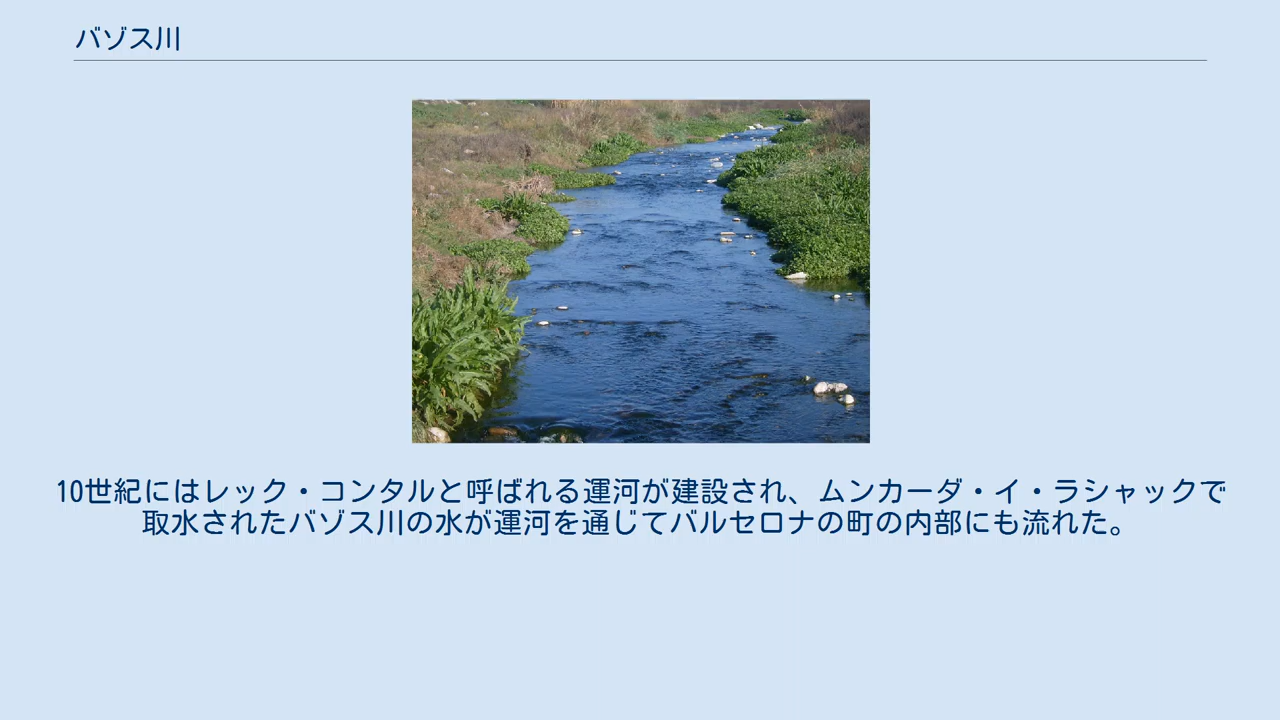 バゾス川
10世紀にはレック・コンタルと呼ばれる運河が建設され、ムンカーダ・イ・ラシャックで
取水されたバゾス川の水が運河を通じてバルセロナの町の内部にも流れた。